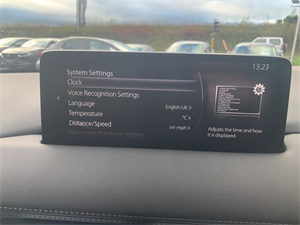 System Settings
13:23
Clock
Voice Recognition Settings
Language English-UK
Temperature °C
Distance/Speed mi·mph
Adjusts the time and how
it is displayed.